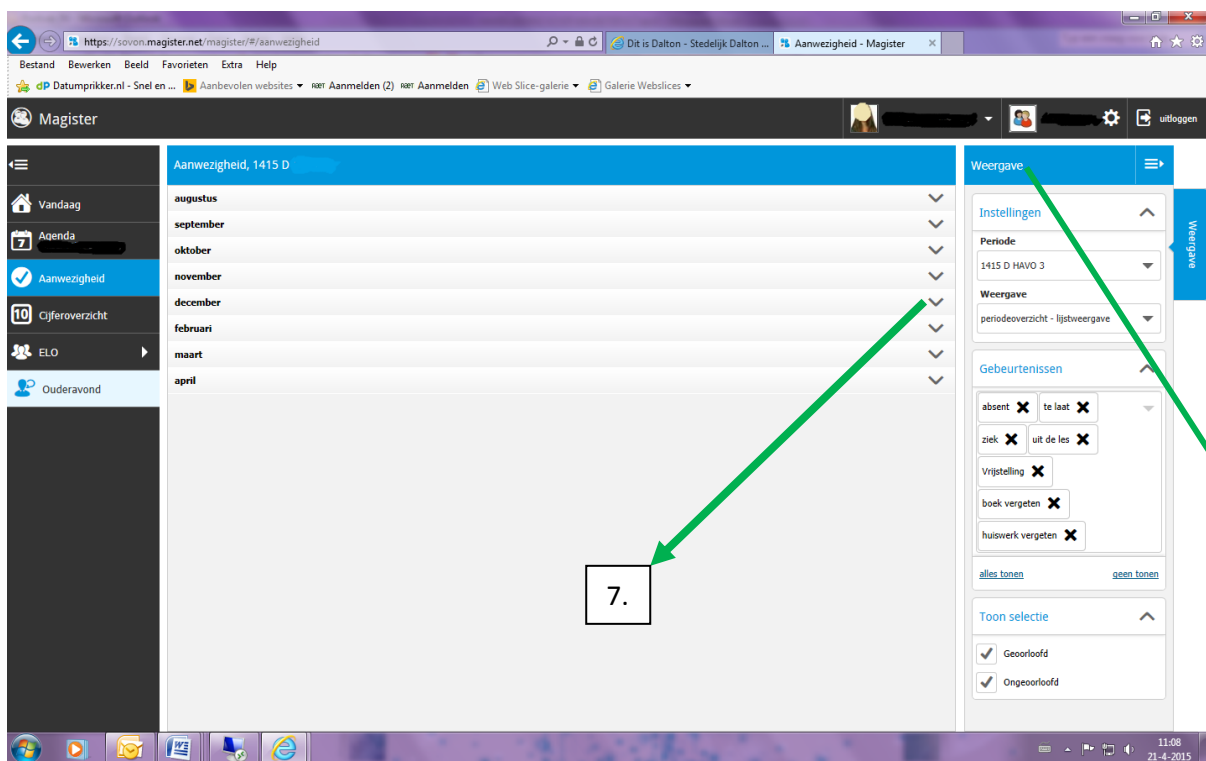 https://sovon.magister.net/magister/#/aanwezigheid
Dit is Dalton - Stedelijk Dalton ...
Aanwezigheid - Magister
Bestand Bewerken Beeld Favorieten Extra Help
dP Datumprikker.nl - Snel en ... Aanbevolen websites Aanmelden (2) Aanmelden Web Slice-galerie Galerie Webslices
Magister
uitloggen
Vandaag
7 Agenda
Aanwezigheid
10 Cijferoverzicht
ELO
Ouderavond
Aanwezigheid, 1415 D
augustus
september
oktober
november
december
februari
maart
april
7.
Weergave
Weergave
Instellingen
Periode
1415 D HAVO 3
Weergave
periodeoverzicht - lijstweergave
Gebeurtenissen
absent te laat
ziek uit de les
Vrijstelling
boek vergeten
huiswerk vergeten
alles tonen geen tonen
Toon selectie
Geoorloofd
Ongeoorloofd
11:08
21-4-2015